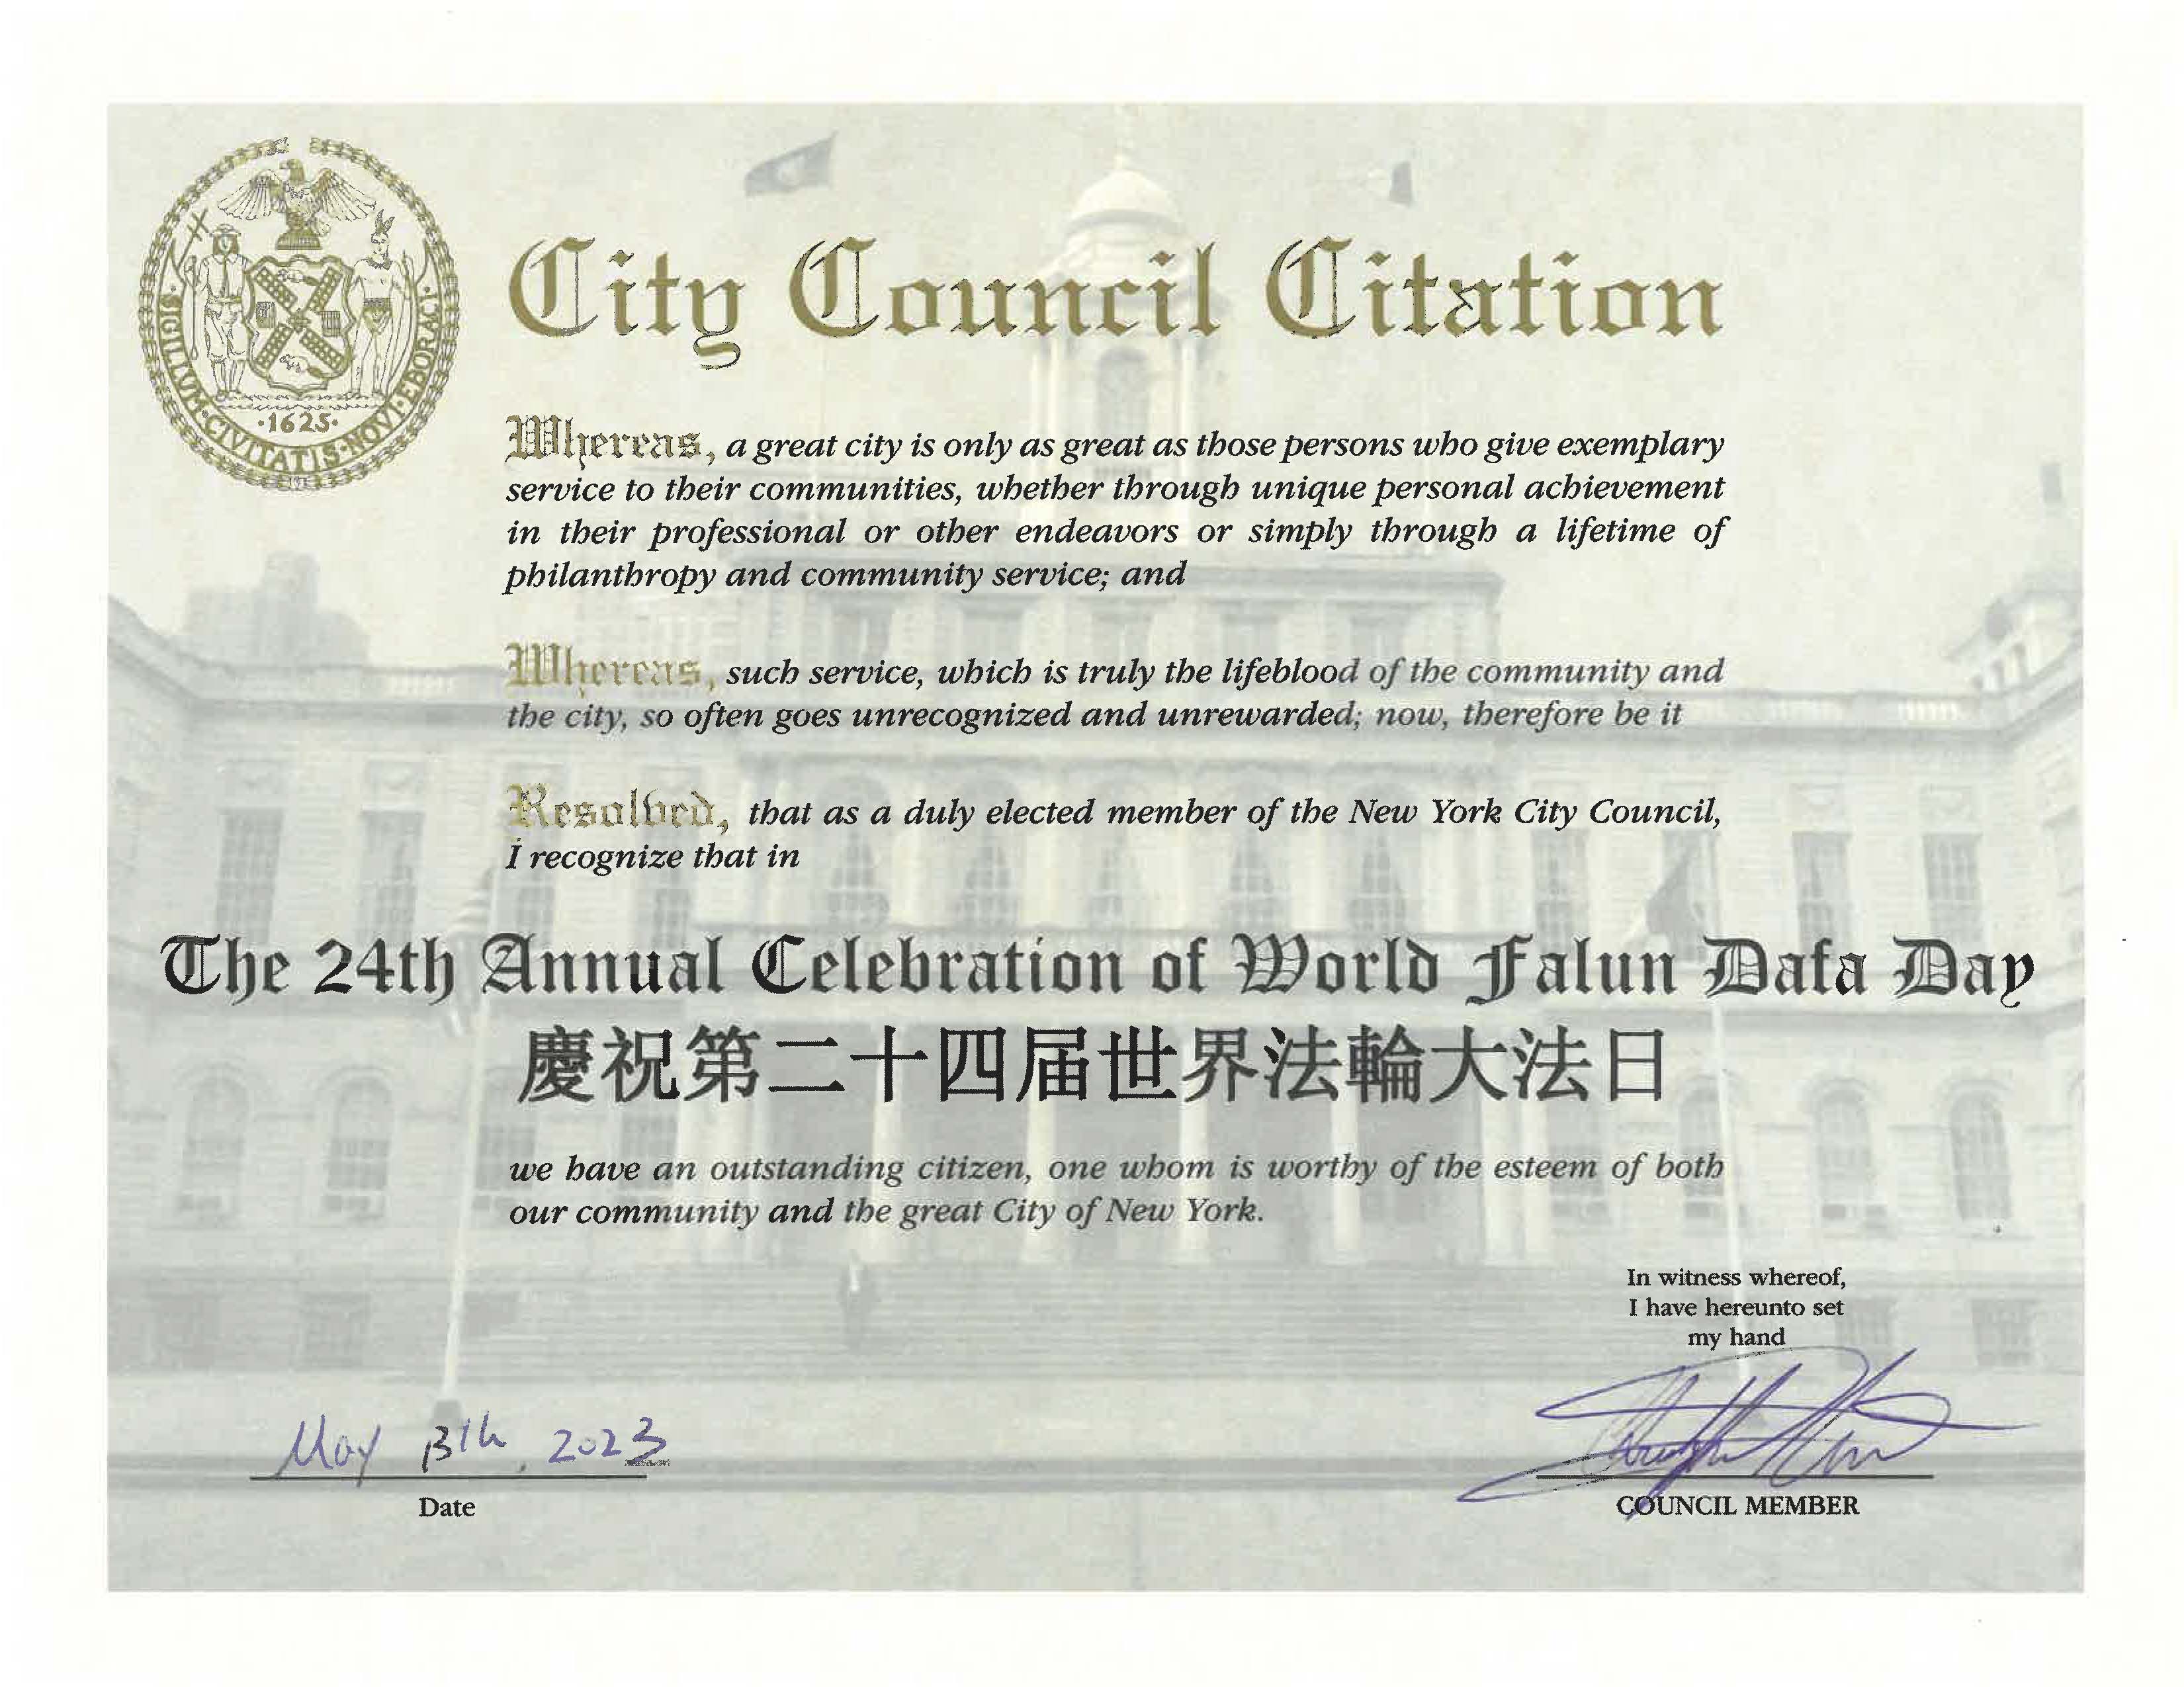 City Council Citation
SIGILLUM·CIVITATIS·NOVI·EBORACI
·1625·
Whereas, a great city is only as great as those persons who give exemplary
service to their communities, whether through unique personal achievement
in their professional or other endeavors or simply through a lifetime of
philanthropy and community service; and
Whereas, such service, which is truly the lifeblood of the community and
the city, so often goes unrecognized and unrewarded; now, therefore be it
Resolved, that as a duly elected member of the New York City Council,
I recognize that in
The 24th Annual Celebration of World Falun Dafa Day
慶祝第二十四届世界法輪大法日
we have an outstanding citizen, one whom is worthy of the esteem of both
our community and the great City of New York.
In witness whereof,
I have hereunto set
my hand
May 13th, 2023
Date
COUNCIL MEMBER